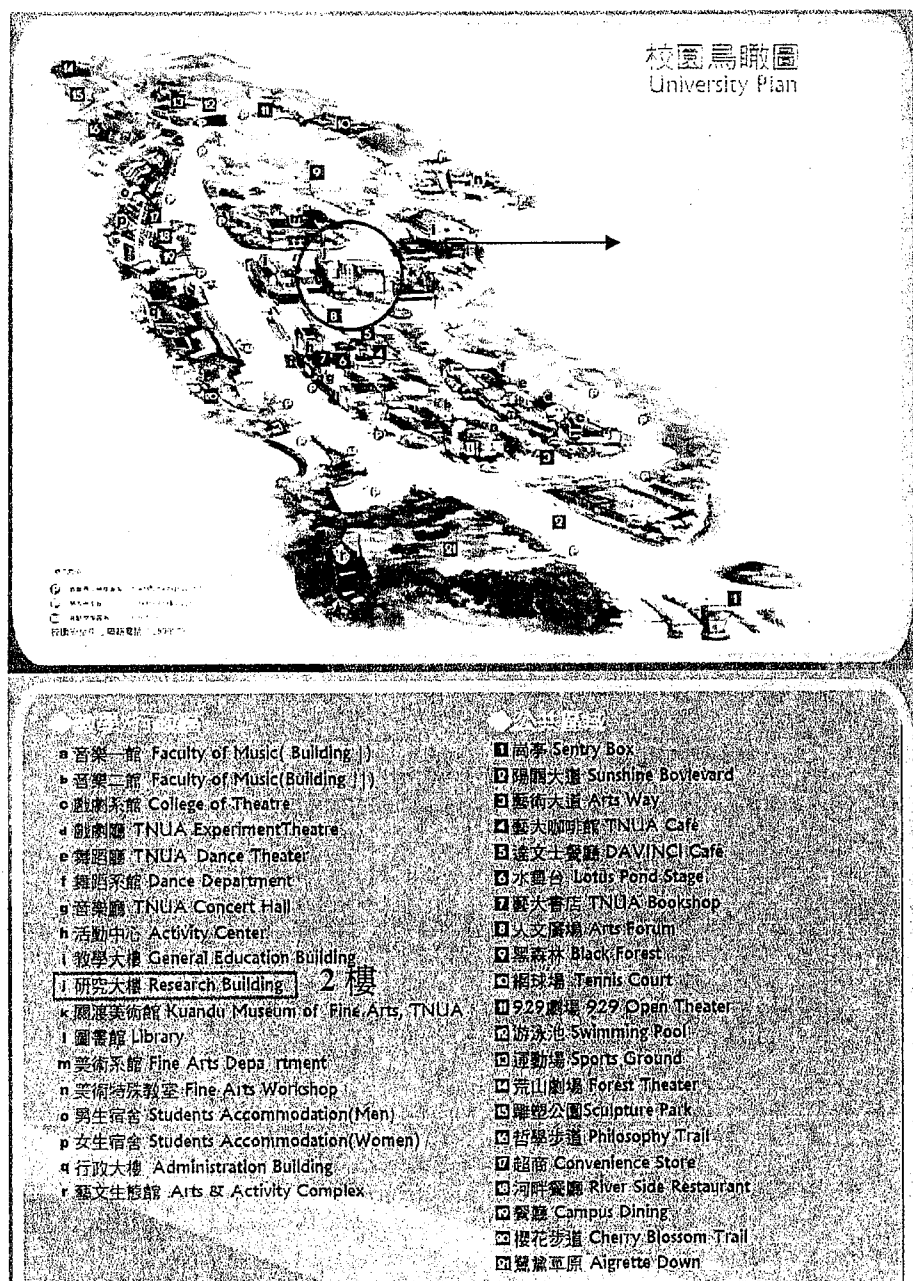 校園鳥瞰圖
University Plan
a 音樂一館 Faculty of Music( Building |)
b 音樂二館 Faculty of Music(Building ||)
c 戲劇系館 College of Theatre
d 戲劇廳 TNUA ExperimentTheatre
e 舞蹈廳 TNUA Dance Theater
f 舞蹈系館 Dance Department
g 音樂廳 TNUA Concert Hall
h 活動中心 Activity Center
i 教學大樓 General Education Building
j 研究大樓 Research Building 2 樓
k 關渡美術館 Kuandu Museum of Fine Arts, TNUA
l 圖書館 Library
m 美術系館 Fine Arts Depa rtment
n 美術特殊教室 Fine Arts Workshop
o 男生宿舍 Students Accommodation(Men)
p 女生宿舍 Students Accommodation(Women)
q 行政大樓 Administration Building
r 藝文生態館 Arts & Activity Complex
1 崗亭 Sentry Box
2 陽關大道 Sunshine Bovlevard
3 藝術大道 Arts Way
4 藝大咖啡館 TNUA Café
5 達文士餐廳 DAVINCI Café
6 水舞台 Lotus Pond Stage
7 藝大書店 TNUA Bookshop
8 人文廣場 Arts Forum
9 黑森林 Black Forest
10 網球場 Tennis Court
11 929劇場 929 Open Theater
12 游泳池 Swimming Pool
13 運動場 Sports Ground
14 荒山劇場 Forest Theater
15 雕塑公園Sculpture Park
16 哲學步道 Philosophy Trail
17 超商 Convenience Store
18 河畔餐廳 River Side Restaurant
19 餐廳 Campus Dining
20 櫻花步道 Cherry Blossom Trail
21 鷺鷥草原 Aigrette Down